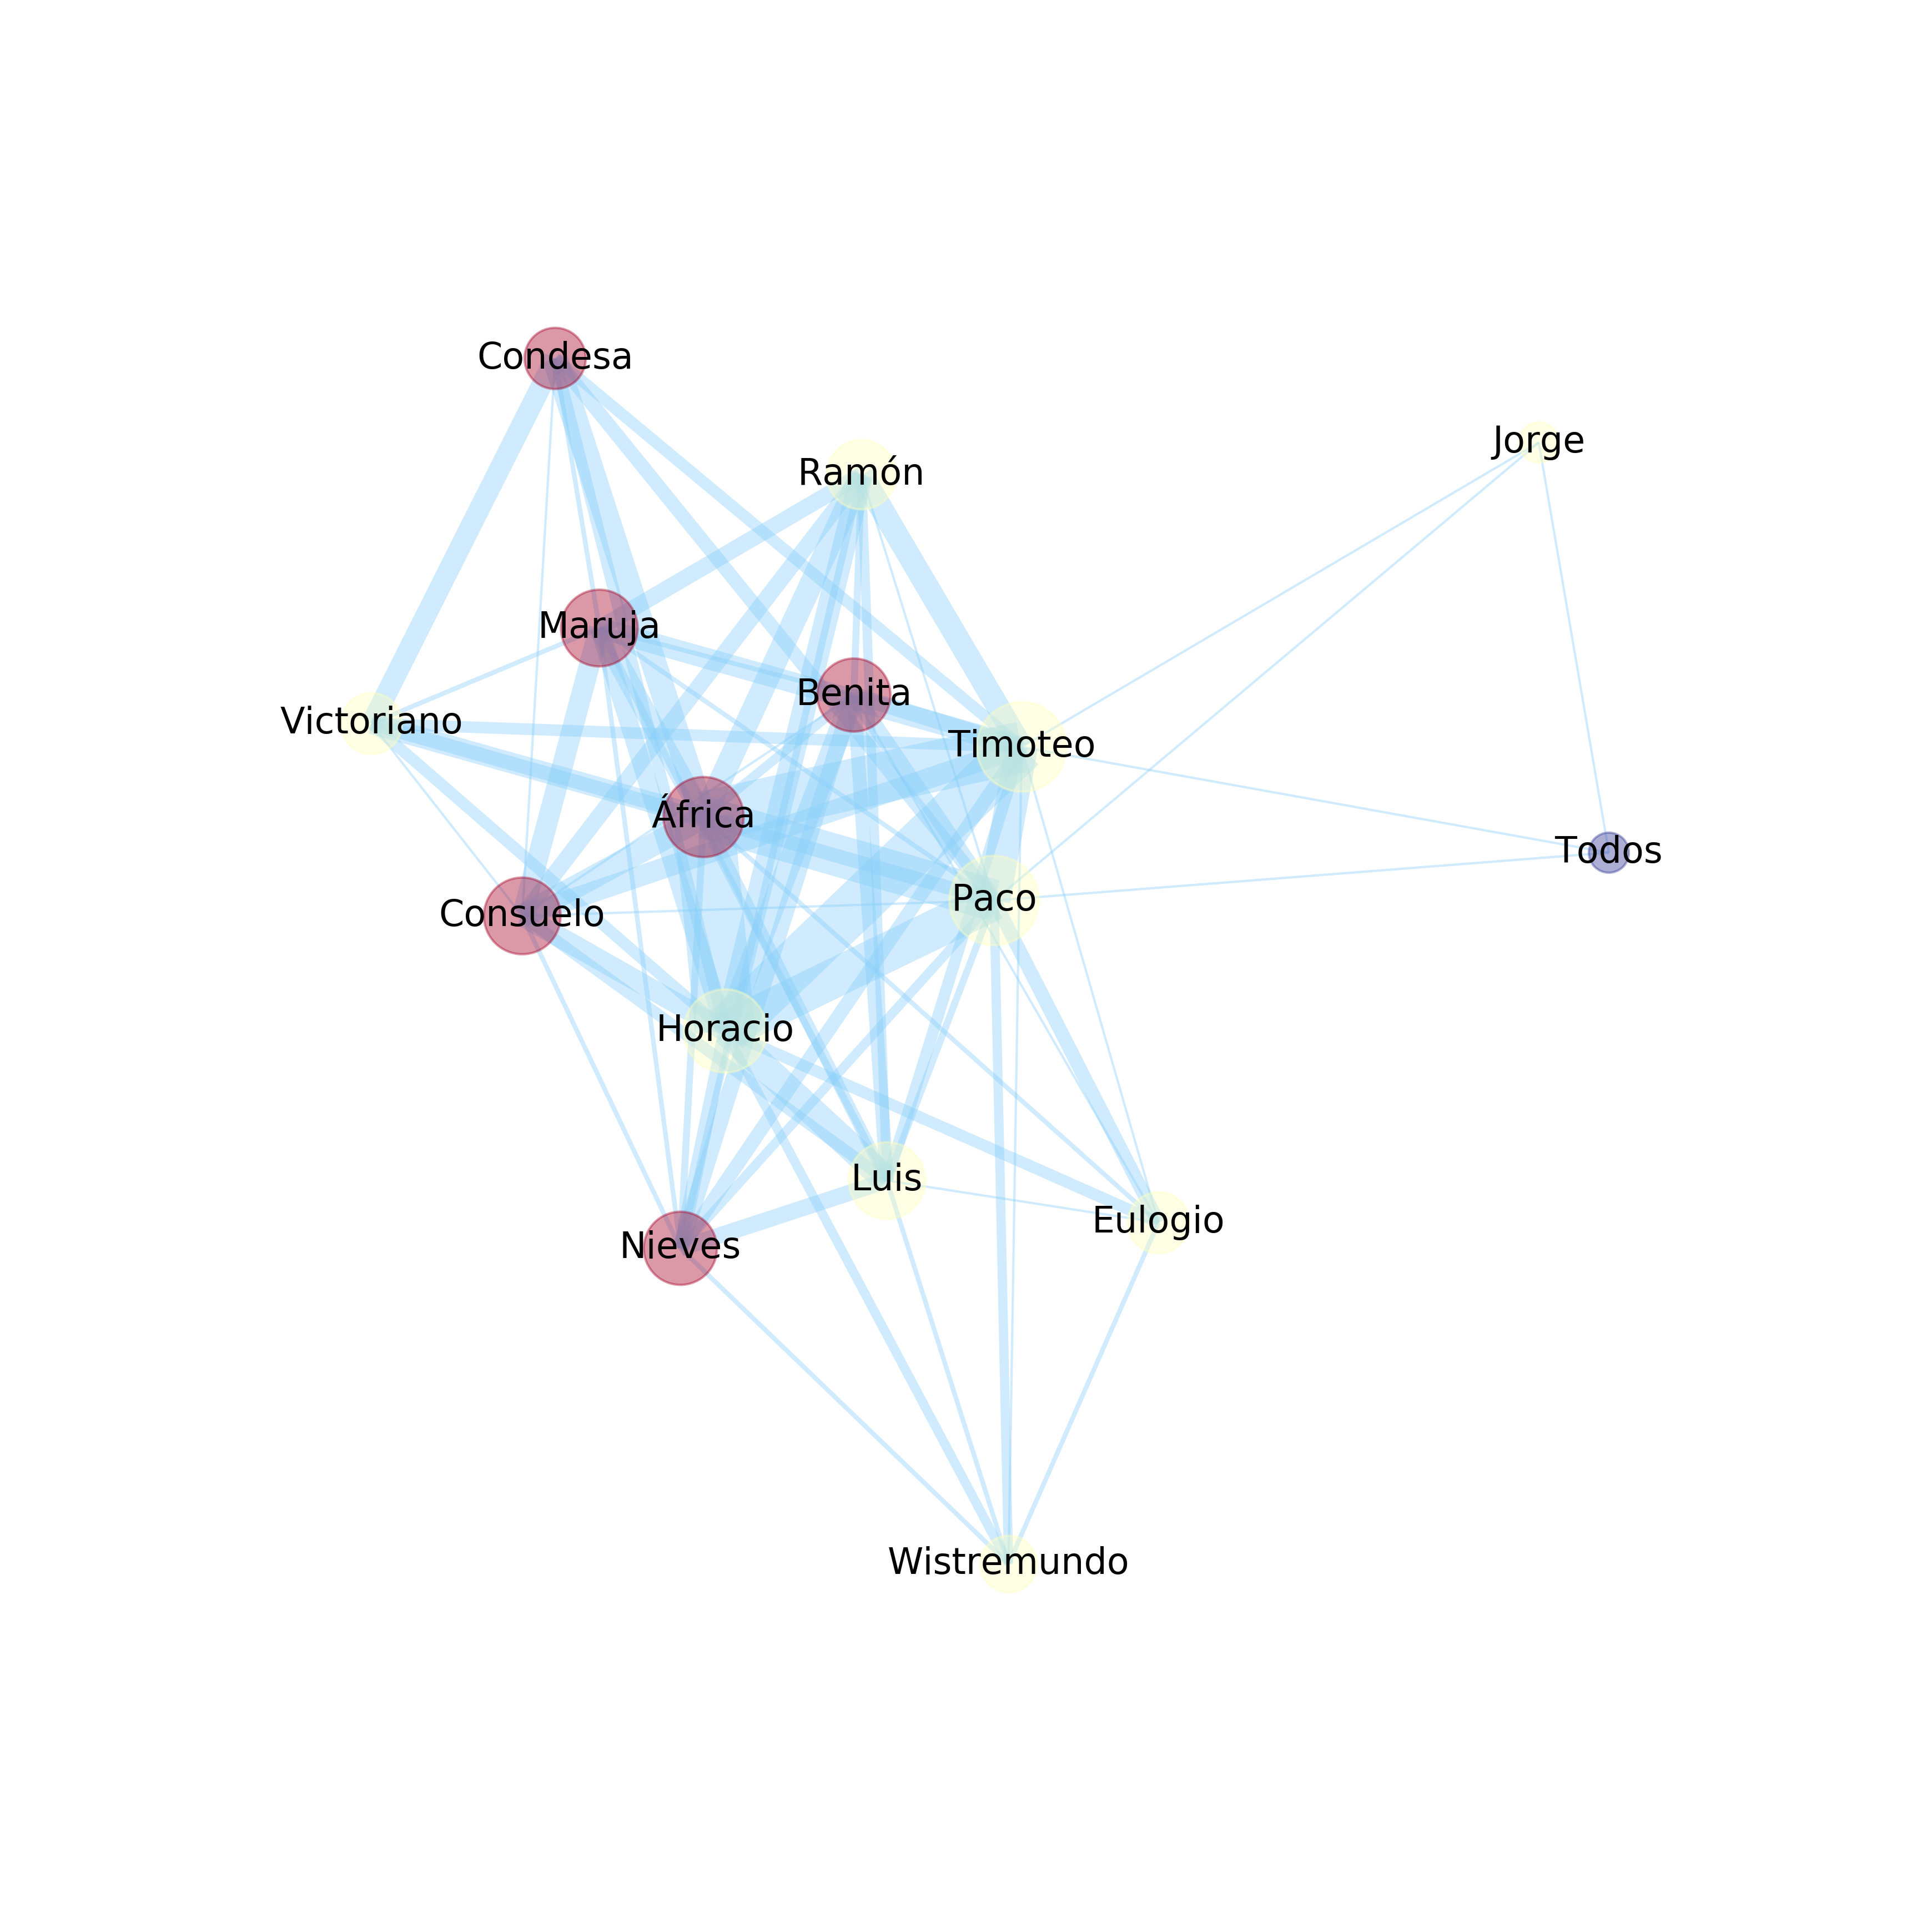 Condesa
Jorge
Ramón
Maruja
Benita
Victoriano
Timoteo
África
Todos
Paco
Consuelo
Horacio
Luis
Eulogio
Nieves
Wistremundo